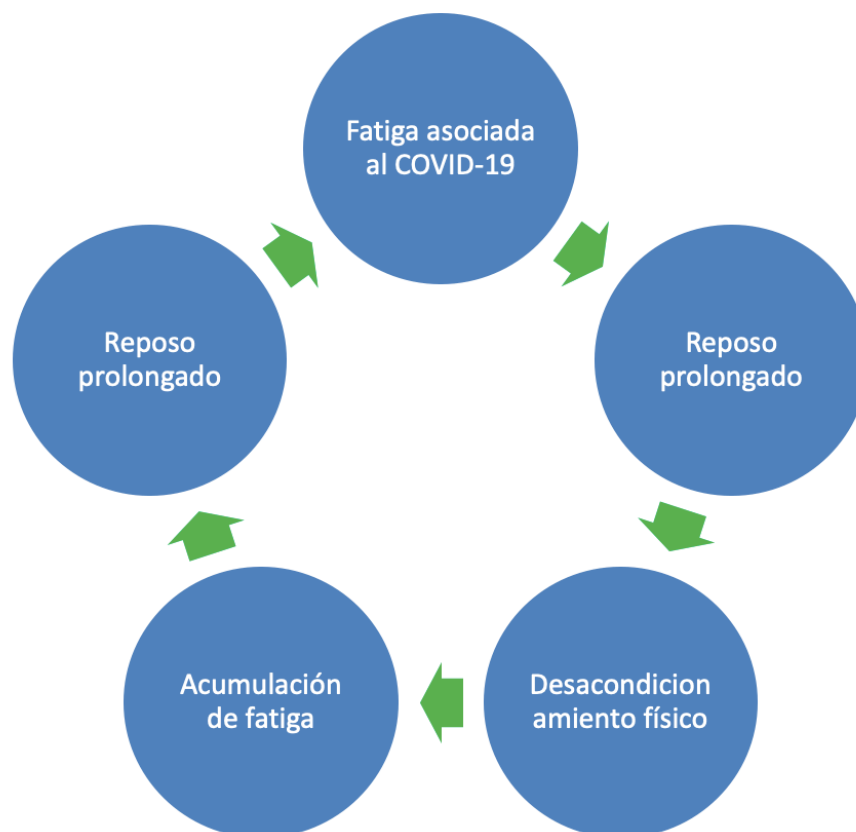 Fatiga asociada
al COVID-19
Reposo
prolongado
Desacondicion
amiento físico
Acumulación
de fatiga
Reposo
prolongado